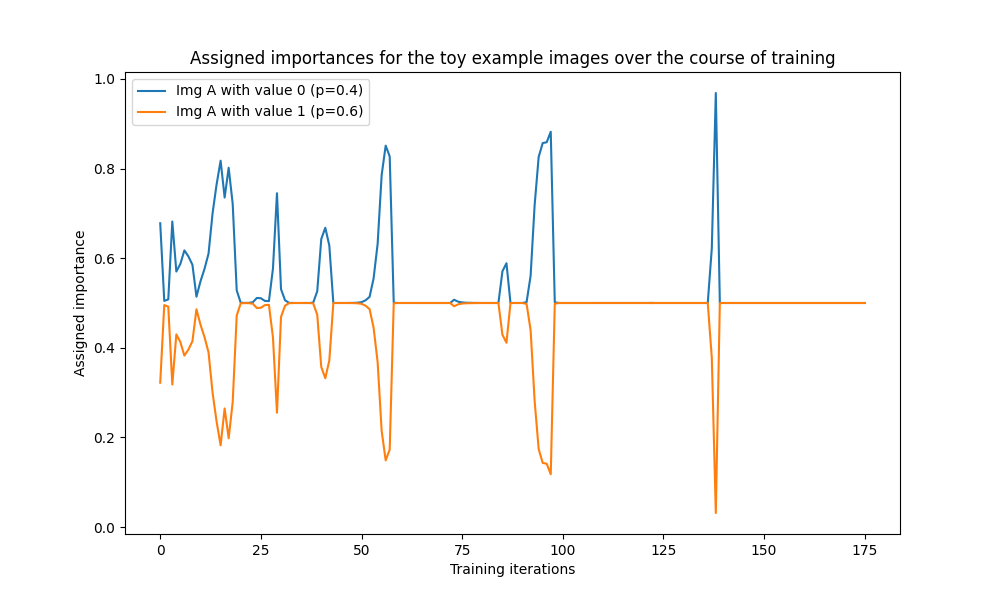 Assigned importances for the toy example images over the course of training
Img A with value 0 (p=0.4)
Img A with value 1 (p=0.6)
Assigned importance
1.0
0.8
0.6
0.4
0.2
0.0
0 25 50 75 100 125 150 175
Training iterations